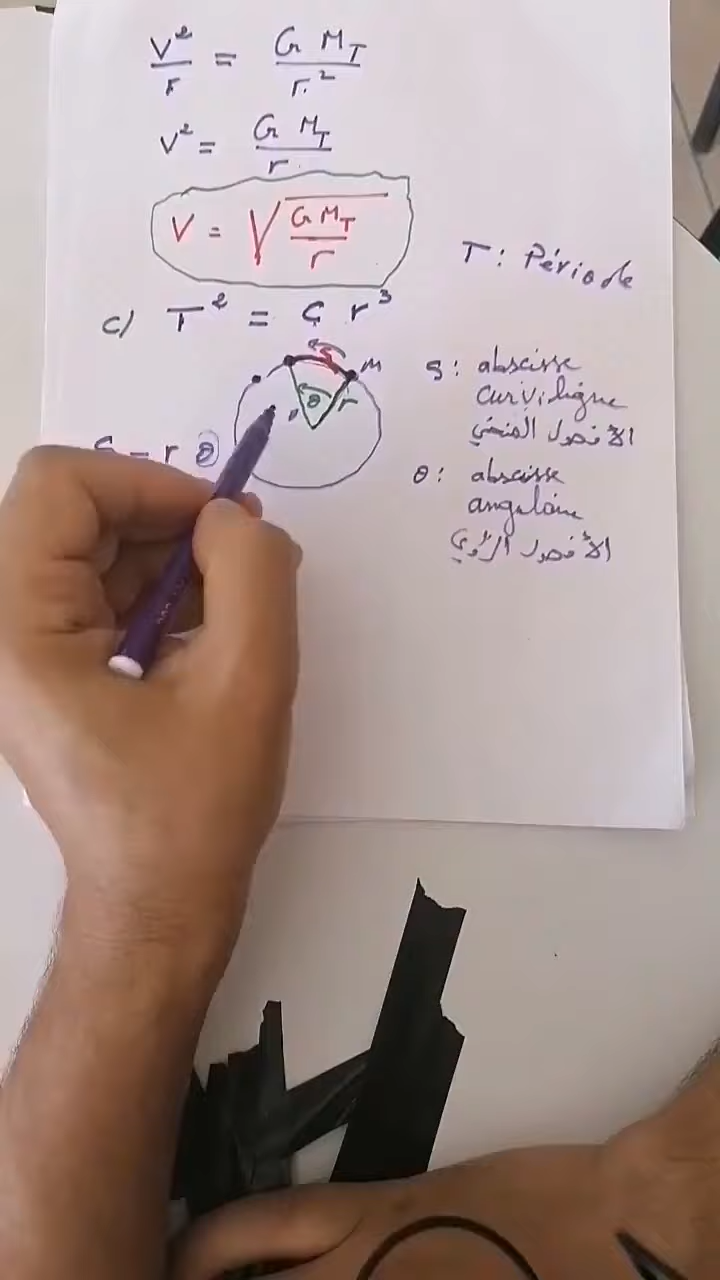 V²/r = G M_T/r²
V² = G M_T/r
V = √(G M_T/r)
T : Période
c) T² = C r³
M
S
θ r
S = r θ
S : abscisse
curviligne
الأفصول المنحني
θ : abscisse
angulaire
الأفصول الزاوي